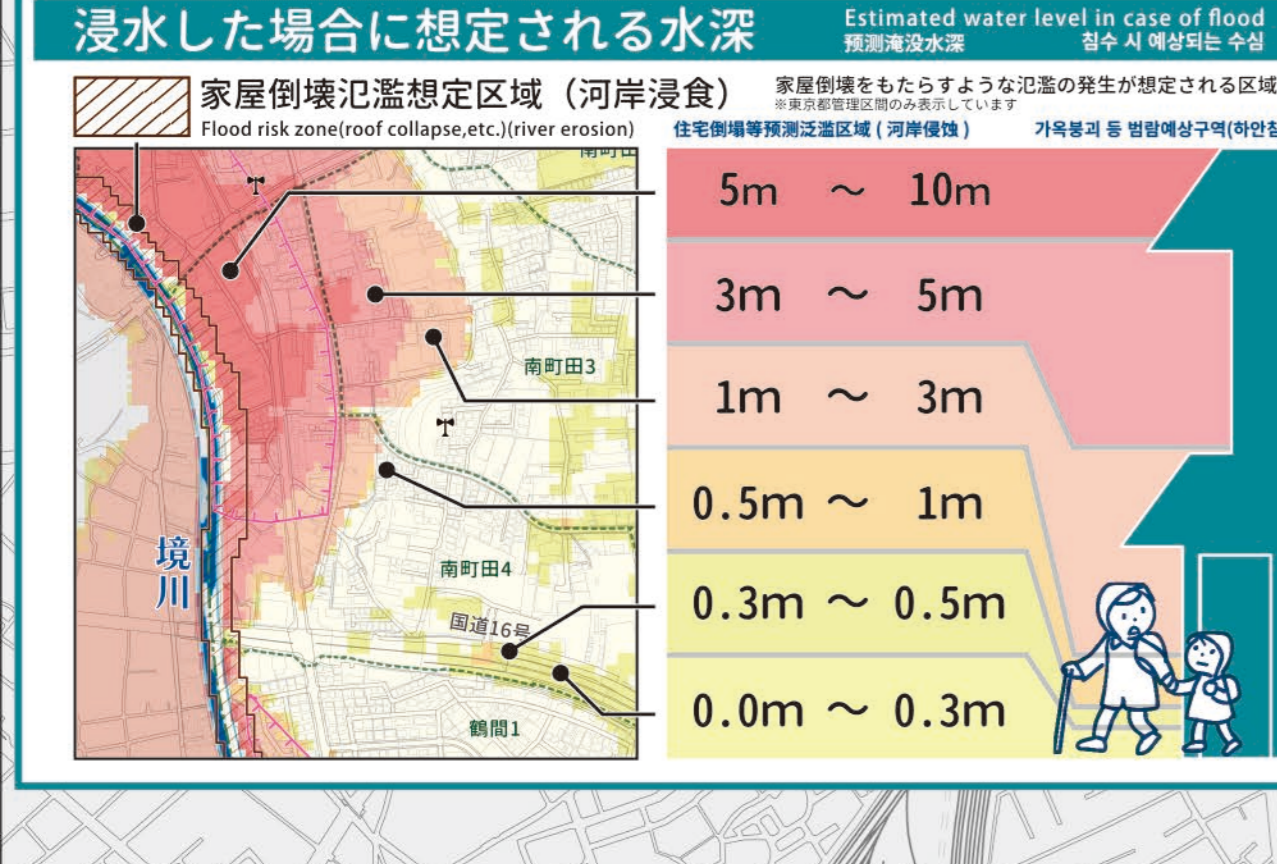 浸水した場合に想定される水深
Estimated water level in case of flood
预测淹没水深
침수 시 예상되는 수심
家屋倒壊氾濫想定区域（河岸浸食）
Flood risk zone(roof collapse,etc.)(river erosion)
家屋倒壊をもたらすような氾濫の発生が想定される区域
※東京都管理区間のみ表示しています
住宅倒塌等预测泛滥区域 ( 河岸侵蚀 )
가옥붕괴 등 범람예상구역(하안침
南町田
5m ～ 10m
3m ～ 5m
南町田3
1m ～ 3m
0.5m ～ 1m
境川
南町田4
国道16号
0.3m ～ 0.5m
鶴間1
0.0m ～ 0.3m